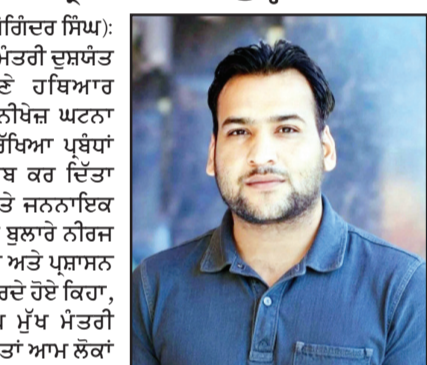 ੋਗਿੰਦਰ ਸਿੰਘ):
ਮੰਤਰੀ ਦੁਸ਼ਯੰਤ
ਣੇ ਹਥਿਆਰ
ਨੀਖੇਜ਼ ਘਟਨਾ
ਰੱਖਿਆ ਪ੍ਰਬੰਧਾਂ
ਬ ਕਰ ਦਿੱਤਾ
ਤੇ ਜਨਨਾਇਕ
ਬੁਲਾਰੇ ਨੀਰਜ
ਅਤੇ ਪ੍ਰਸ਼ਾਸਨ
ਰਦੇ ਹੋਏ ਕਿਹਾ,
ਮੁੱਖ ਮੰਤਰੀ
ਤਾਂ ਆਮ ਲੋਕਾਂ